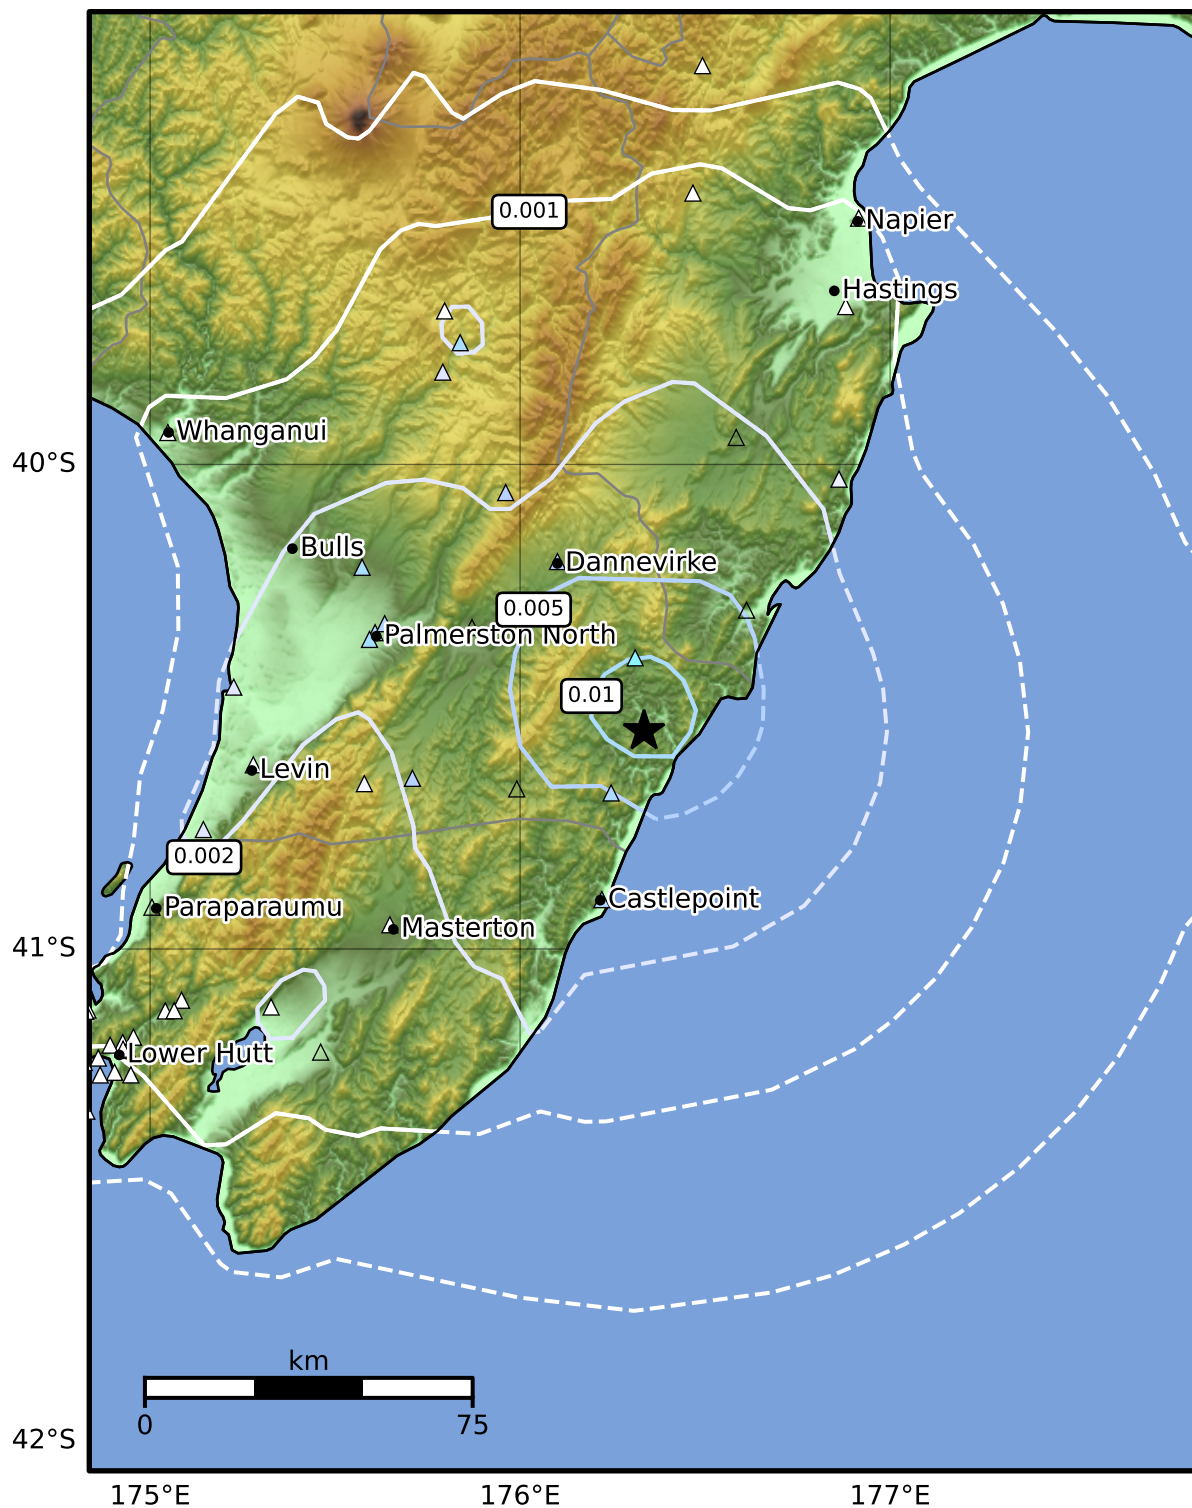 0.001
Napier
Hastings
Whanganui
40°S
Bulls
Dannevirke
0.005
Palmerston North
0.01
Levin
0.002
Castlepoint
Paraparaumu
Masterton
41°S
Lower Hutt
km
0
75
42°S
175°E
176°E
177°E